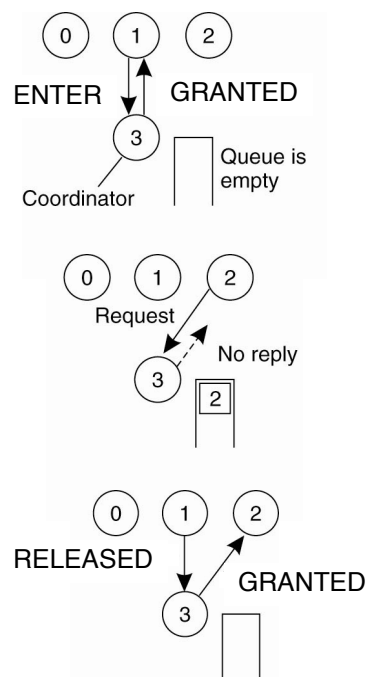 0 1 2
ENTER GRANTED
3
Queue is
empty
Coordinator
0 1 2
Request
No reply
3
2
0 1 2
RELEASED
GRANTED
3